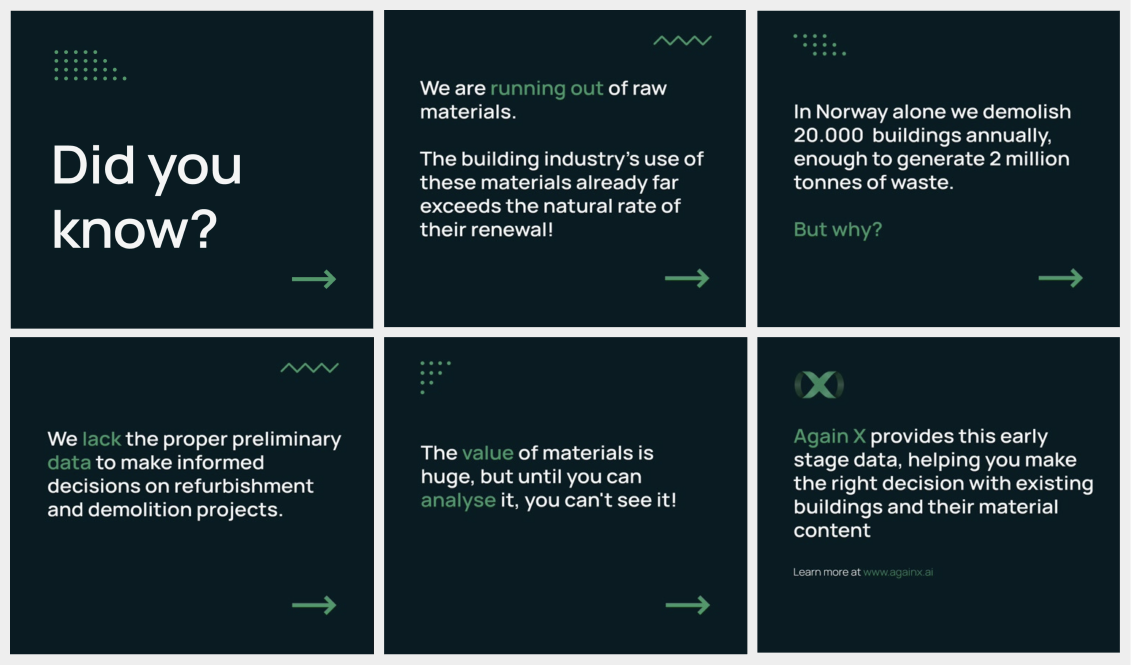 Did you
know?
We are running out of raw
materials.
The building industry's use of
these materials already far
exceeds the natural rate of
their renewal!
In Norway alone we demolish
20.000 buildings annually,
enough to generate 2 million
tonnes of waste.
But why?
We lack the proper preliminary
data to make informed
decisions on refurbishment
and demolition projects.
The value of materials is
huge, but until you can
analyse it, you can't see it!
Again X provides this early
stage data, helping you make
the right decision with existing
buildings and their material
content
Learn more at www.againx.ai